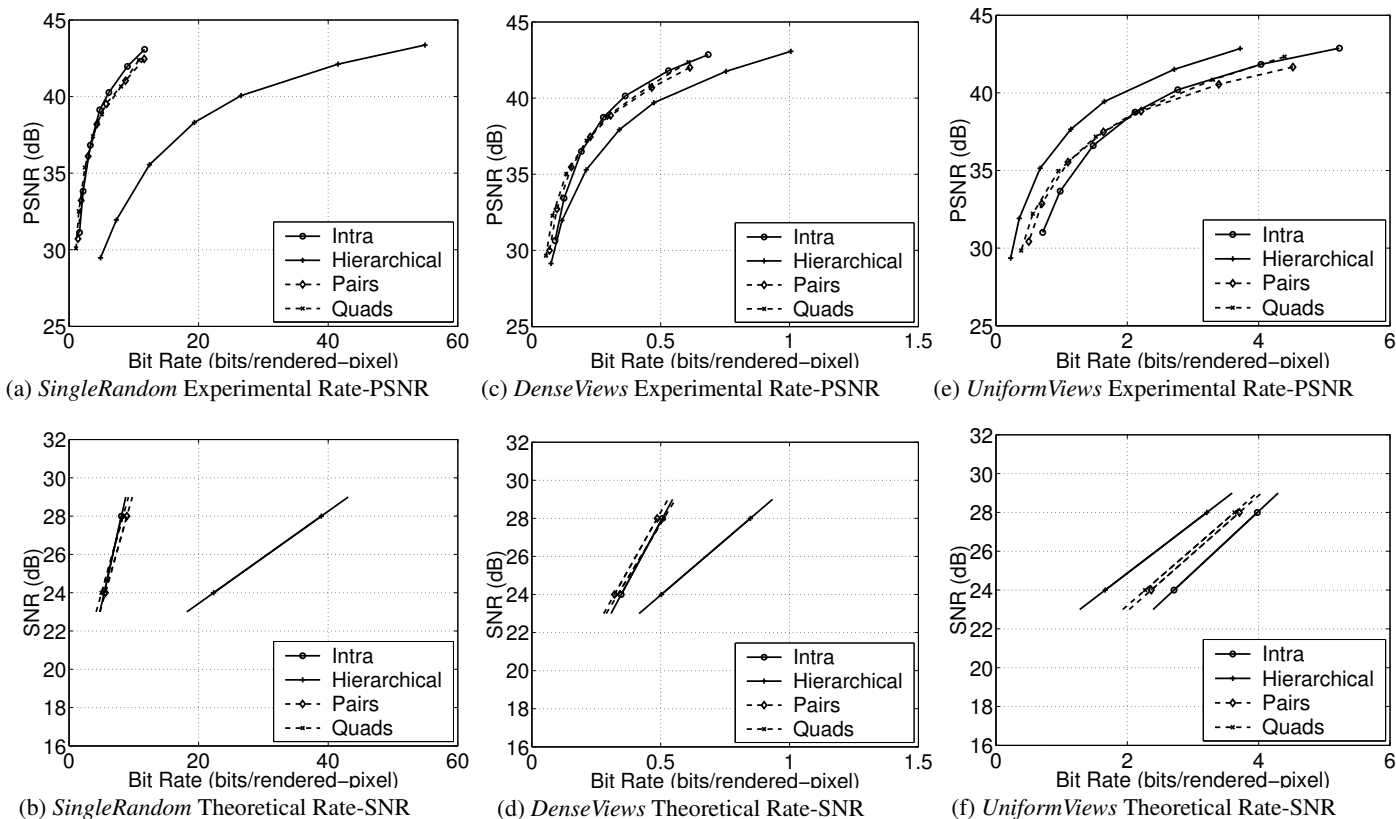 45
40
35
30
25
PSNR (dB)
0
20
40
60
Bit Rate (bits/rendered−pixel)
Intra
Hierarchical
Pairs
Quads
(a) SingleRandom Experimental Rate-PSNR
45
40
35
30
25
PSNR (dB)
0
0.5
1
1.5
Bit Rate (bits/rendered−pixel)
Intra
Hierarchical
Pairs
Quads
(c) DenseViews Experimental Rate-PSNR
45
40
35
30
25
PSNR (dB)
0
2
4
6
Bit Rate (bits/rendered−pixel)
Intra
Hierarchical
Pairs
Quads
(e) UniformViews Experimental Rate-PSNR
32
30
28
26
24
22
20
18
16
SNR (dB)
0
20
40
60
Bit Rate (bits/rendered−pixel)
Intra
Hierarchical
Pairs
Quads
(b) SingleRandom Theoretical Rate-SNR
32
30
28
26
24
22
20
18
16
SNR (dB)
0
0.5
1
1.5
Bit Rate (bits/rendered−pixel)
Intra
Hierarchical
Pairs
Quads
(d) DenseViews Theoretical Rate-SNR
32
30
28
26
24
22
20
18
16
SNR (dB)
0
2
4
6
Bit Rate (bits/rendered−pixel)
Intra
Hierarchical
Pairs
Quads
(f) UniformViews Theoretical Rate-SNR